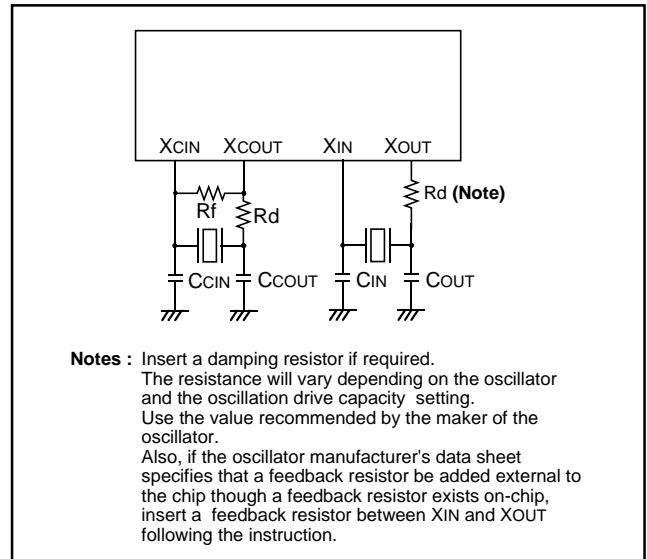 XCIN XCOUT XIN XOUT
Rf Rd Rd (Note)
CCIN CCOUT CIN COUT
Notes : Insert a damping resistor if required.
The resistance will vary depending on the oscillator
and the oscillation drive capacity setting.
Use the value recommended by the maker of the
oscillator.
Also, if the oscillator manufacturer's data sheet
specifies that a feedback resistor be added external to
the chip though a feedback resistor exists on-chip,
insert a feedback resistor between XIN and XOUT
following the instruction.